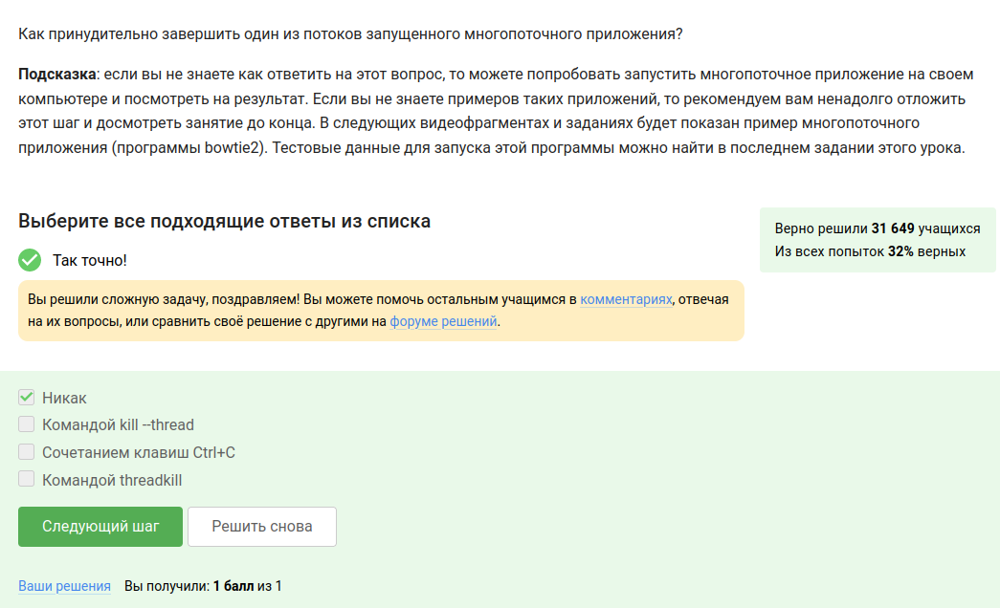 Как принудительно завершить один из потоков запущенного многопоточного приложения?
Подсказка: если вы не знаете как ответить на этот вопрос, то можете попробовать запустить многопоточное приложение на своем
компьютере и посмотреть на результат. Если вы не знаете примеров таких приложений, то рекомендуем вам ненадолго отложить
этот шаг и досмотреть занятие до конца. В следующих видеофрагментах и заданиях будет показан пример многопоточного
приложения (программы bowtie2). Тестовые данные для запуска этой программы можно найти в последнем задании этого урока.
Выберите все подходящие ответы из списка
Верно решили 31 649 учащихся
Из всех попыток 32% верных
Так точно!
Вы решили сложную задачу, поздравляем! Вы можете помочь остальным учащимся в комментариях, отвечая
на их вопросы, или сравнить своё решение с другими на форуме решений.
Никак
Командой kill --thread
Сочетанием клавиш Ctrl+C
Командой threadkill
Следующий шаг Решить снова
Ваши решения Вы получили: 1 балл из 1